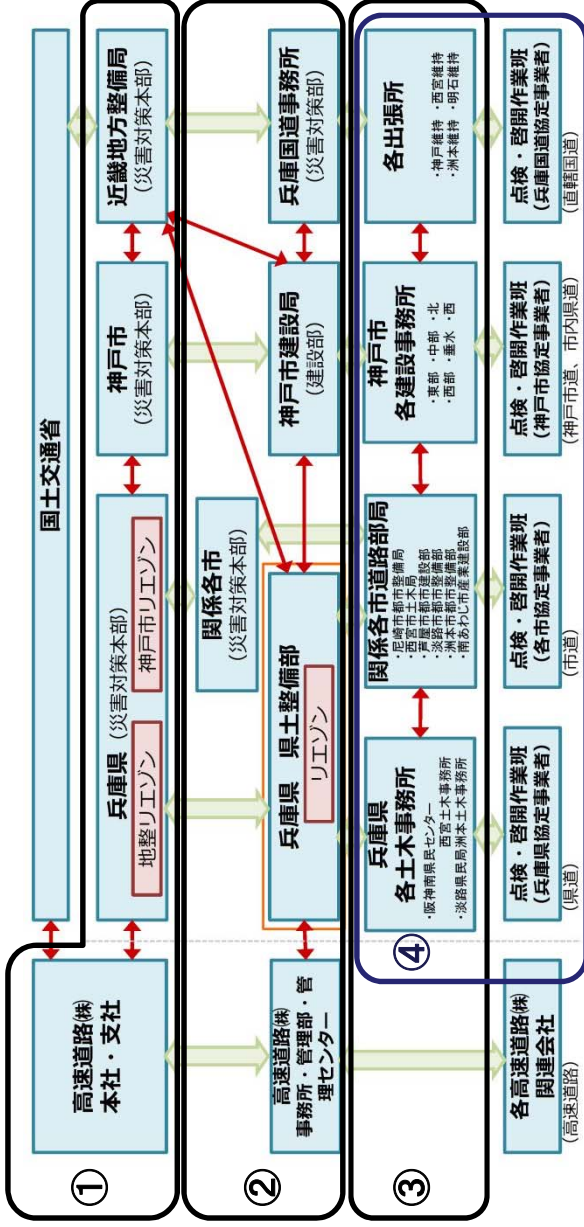 国土交通省
①
高速道路㈱
本社・支社
兵庫県 (災害対策本部)
地整リエゾン
神戸市リエゾン
神戸市
(災害対策本部)
近畿地方整備局
(災害対策本部)
②
高速道路㈱
事務所・管理部・管
理センター
兵庫県 県土整備部
リエゾン
関係各市
(災害対策本部)
神戸市建設局
(建設部)
兵庫国道事務所
(災害対策部)
③
④
兵庫県
各土木事務所
・阪神南県民センター
西宮土木事務所
・淡路県民局洲本土木事務所
関係各市道路部局
・尼崎市都市整備局
・西宮市土木局
・芦屋市都市建設部
・淡路市都市整備部
・洲本市都市整備部
・南あわじ市産業建設部
神戸市
各建設事務所
・東部 ・中部 ・北
・西部 ・垂水 ・西
各出張所
・神戸維持 ・西宮維持
・洲本維持 ・明石維持
各高速道路㈱
関連会社
(高速道路)
点検・啓開作業班
(兵庫県協定事業者)
(県道)
点検・啓開作業班
(各市協定事業者)
(市道)
点検・啓開作業班
(神戸市協定事業者)
(神戸市道、市内県道)
点検・啓開作業班
(兵庫国道協定事業者)
(直轄国道)